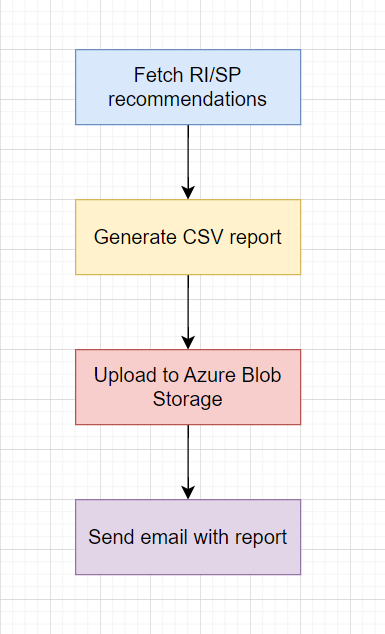 Fetch RI/SP
recommendations
Generate CSV report
Upload to Azure Blob
Storage
Send email with report